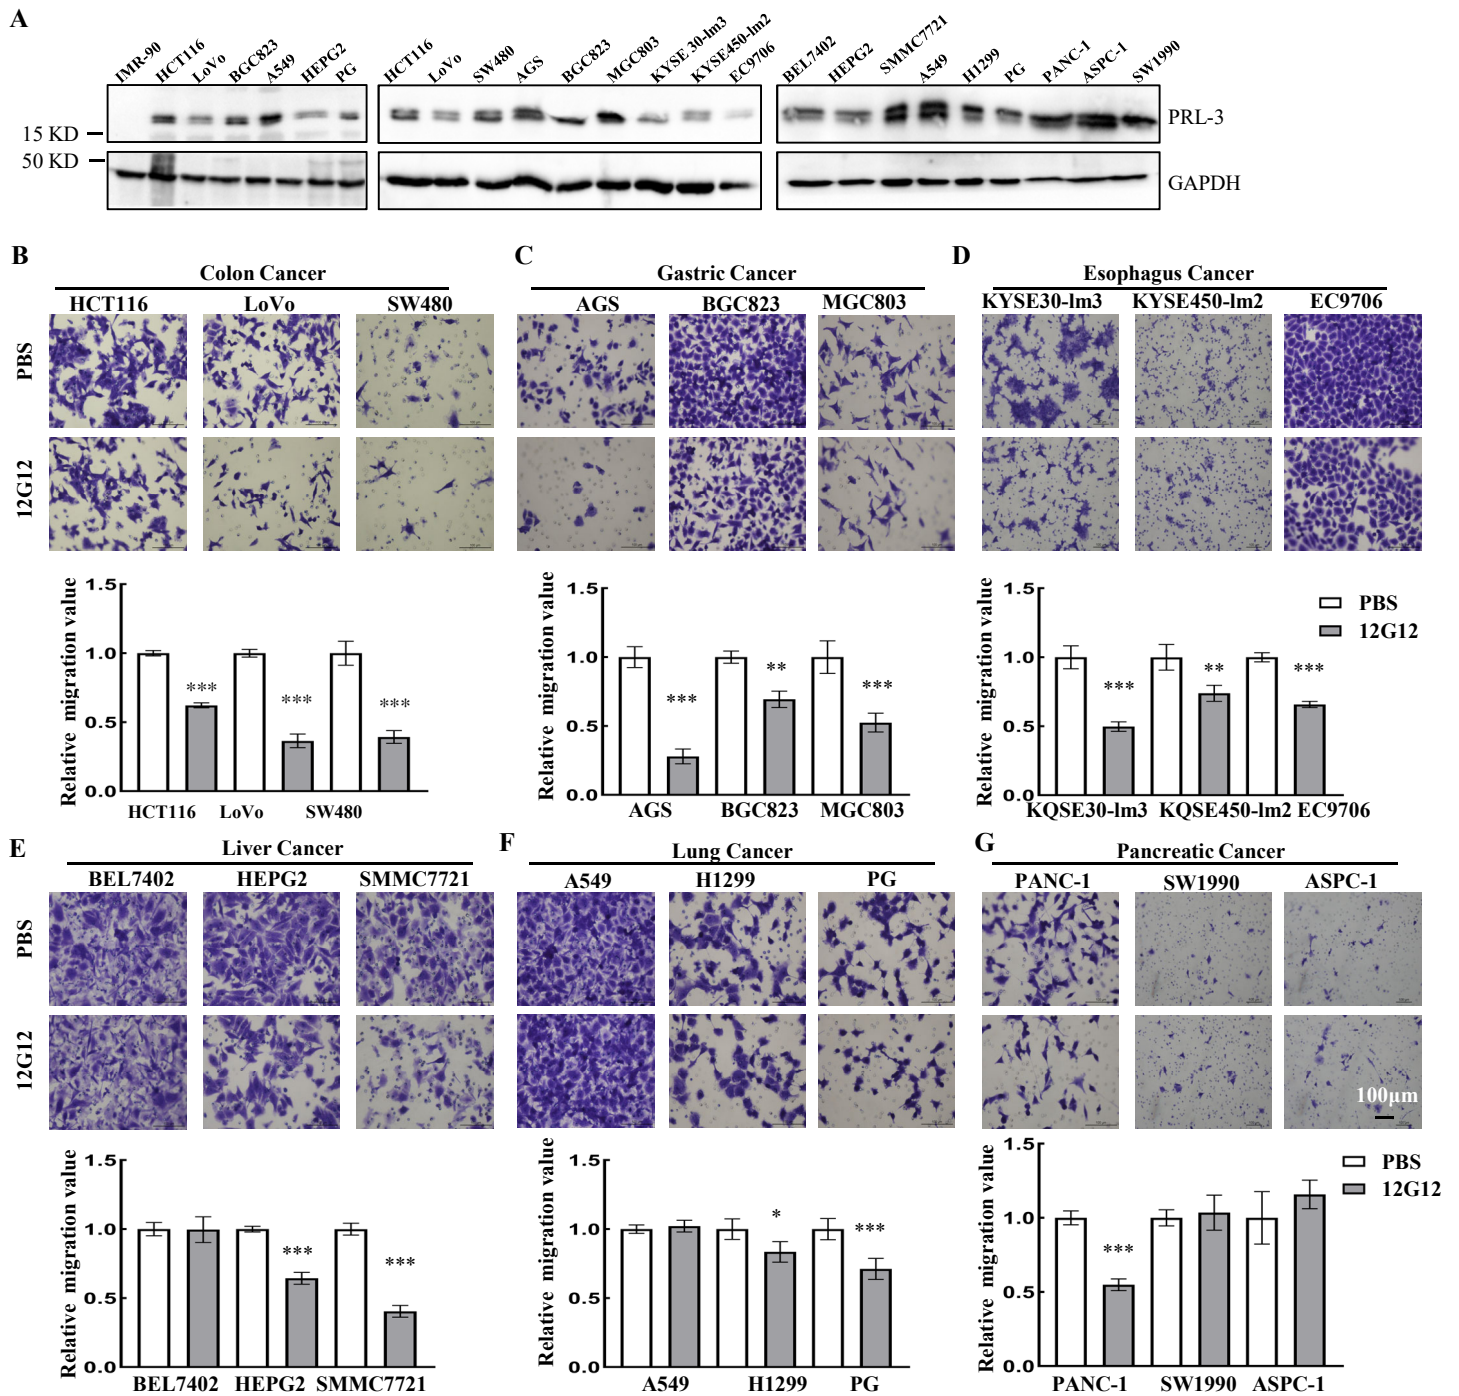 A
IMR-90 HCT116 LoVo BGC823 A549 HEPG2 PG HCT116 LoVo SW480 AGS BGC823 MGC803 KYSE 30-lm3 KYSE450-lm2 EC9706 BEL7402 HEPG2 SMMC7721 A549 H1299 PG PANC-1 ASPC-1 SW1990
PRL-3
15 KD
50 KD
GAPDH
B
Colon Cancer
HCT116 LoVo SW480
PBS
12G12
Relative migration value
1.5
1.0
0.5
0.0
*** *** ***
HCT116 LoVo SW480
C
Gastric Cancer
AGS BGC823 MGC803
Relative migration value
1.5
1.0
0.5
0.0
*** ** ***
AGS BGC823 MGC803
D
Esophagus Cancer
KYSE30-lm3 KYSE450-lm2 EC9706
Relative migration value
1.5
1.0
0.5
0.0
*** ** ***
PBS
12G12
KQSE30-lm3 KQSE450-lm2 EC9706
E
Liver Cancer
BEL7402 HEPG2 SMMC7721
PBS
12G12
Relative migration value
1.5
1.0
0.5
0.0
*** ***
BEL7402 HEPG2 SMMC7721
F
Lung Cancer
A549 H1299 PG
Relative migration value
1.5
1.0
0.5
0.0
* ***
A549 H1299 PG
G
Pancreatic Cancer
PANC-1 SW1990 ASPC-1
100μm
Relative migration value
1.5
1.0
0.5
0.0
***
PBS
12G12
PANC-1 SW1990 ASPC-1